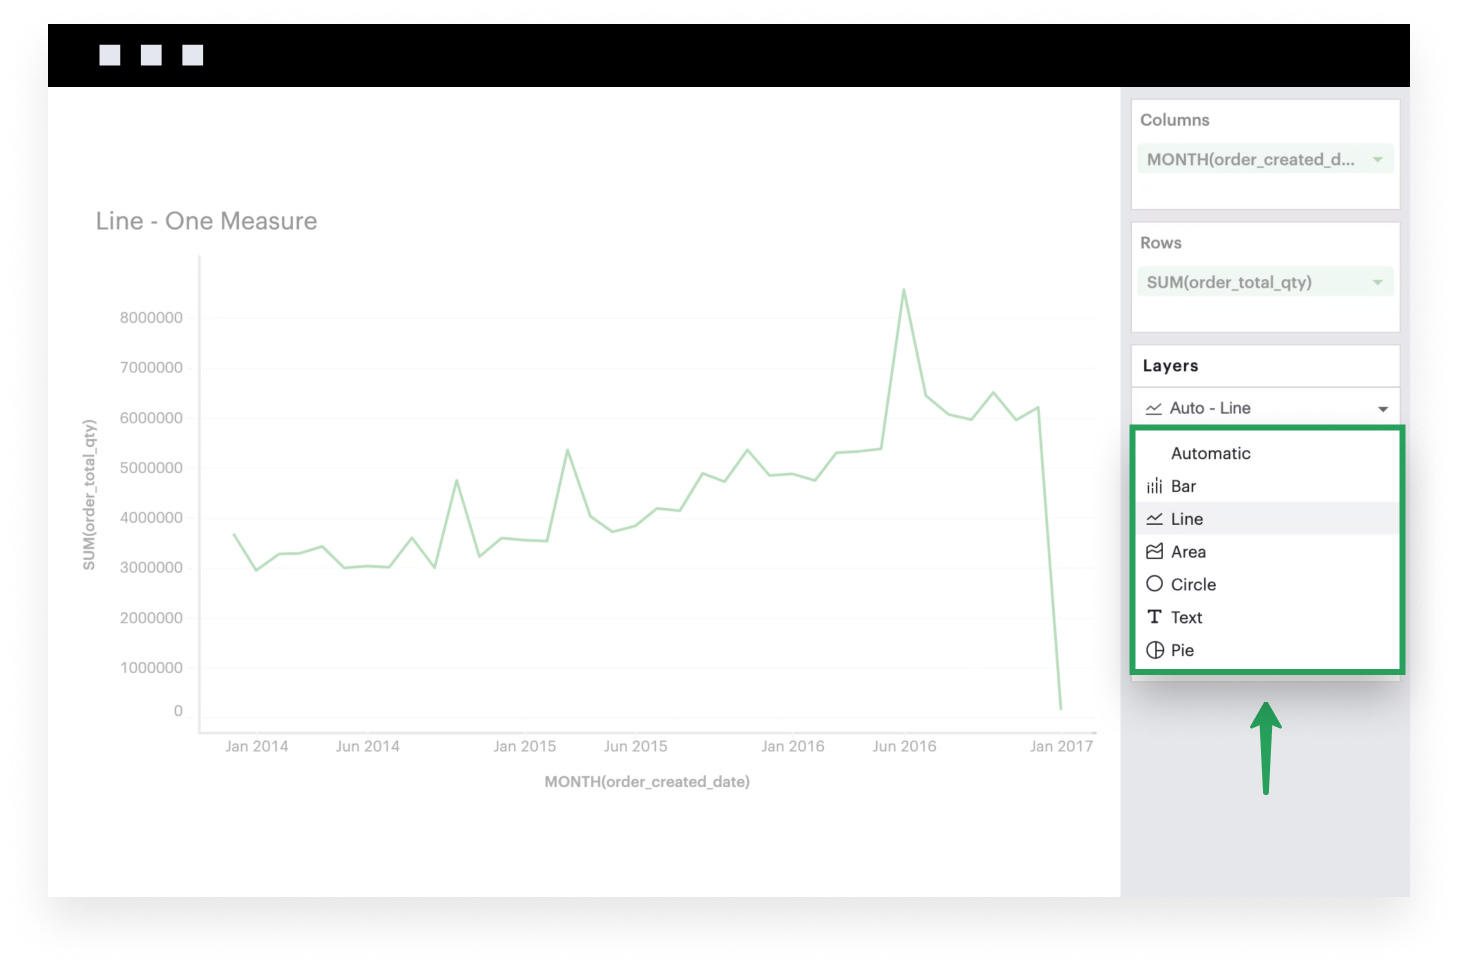 Columns
MONTH(order_created_d...
Line - One Measure
Rows
SUM(order_total_qty)
8000000
7000000
6000000
5000000
4000000
3000000
2000000
1000000
0
SUM(order_total_qty)
Jan 2014 Jun 2014 Jan 2015 Jun 2015 Jan 2016 Jun 2016 Jan 2017
MONTH(order_created_date)
Layers
Auto - Line
Automatic
Bar
Line
Area
Circle
Text
Pie